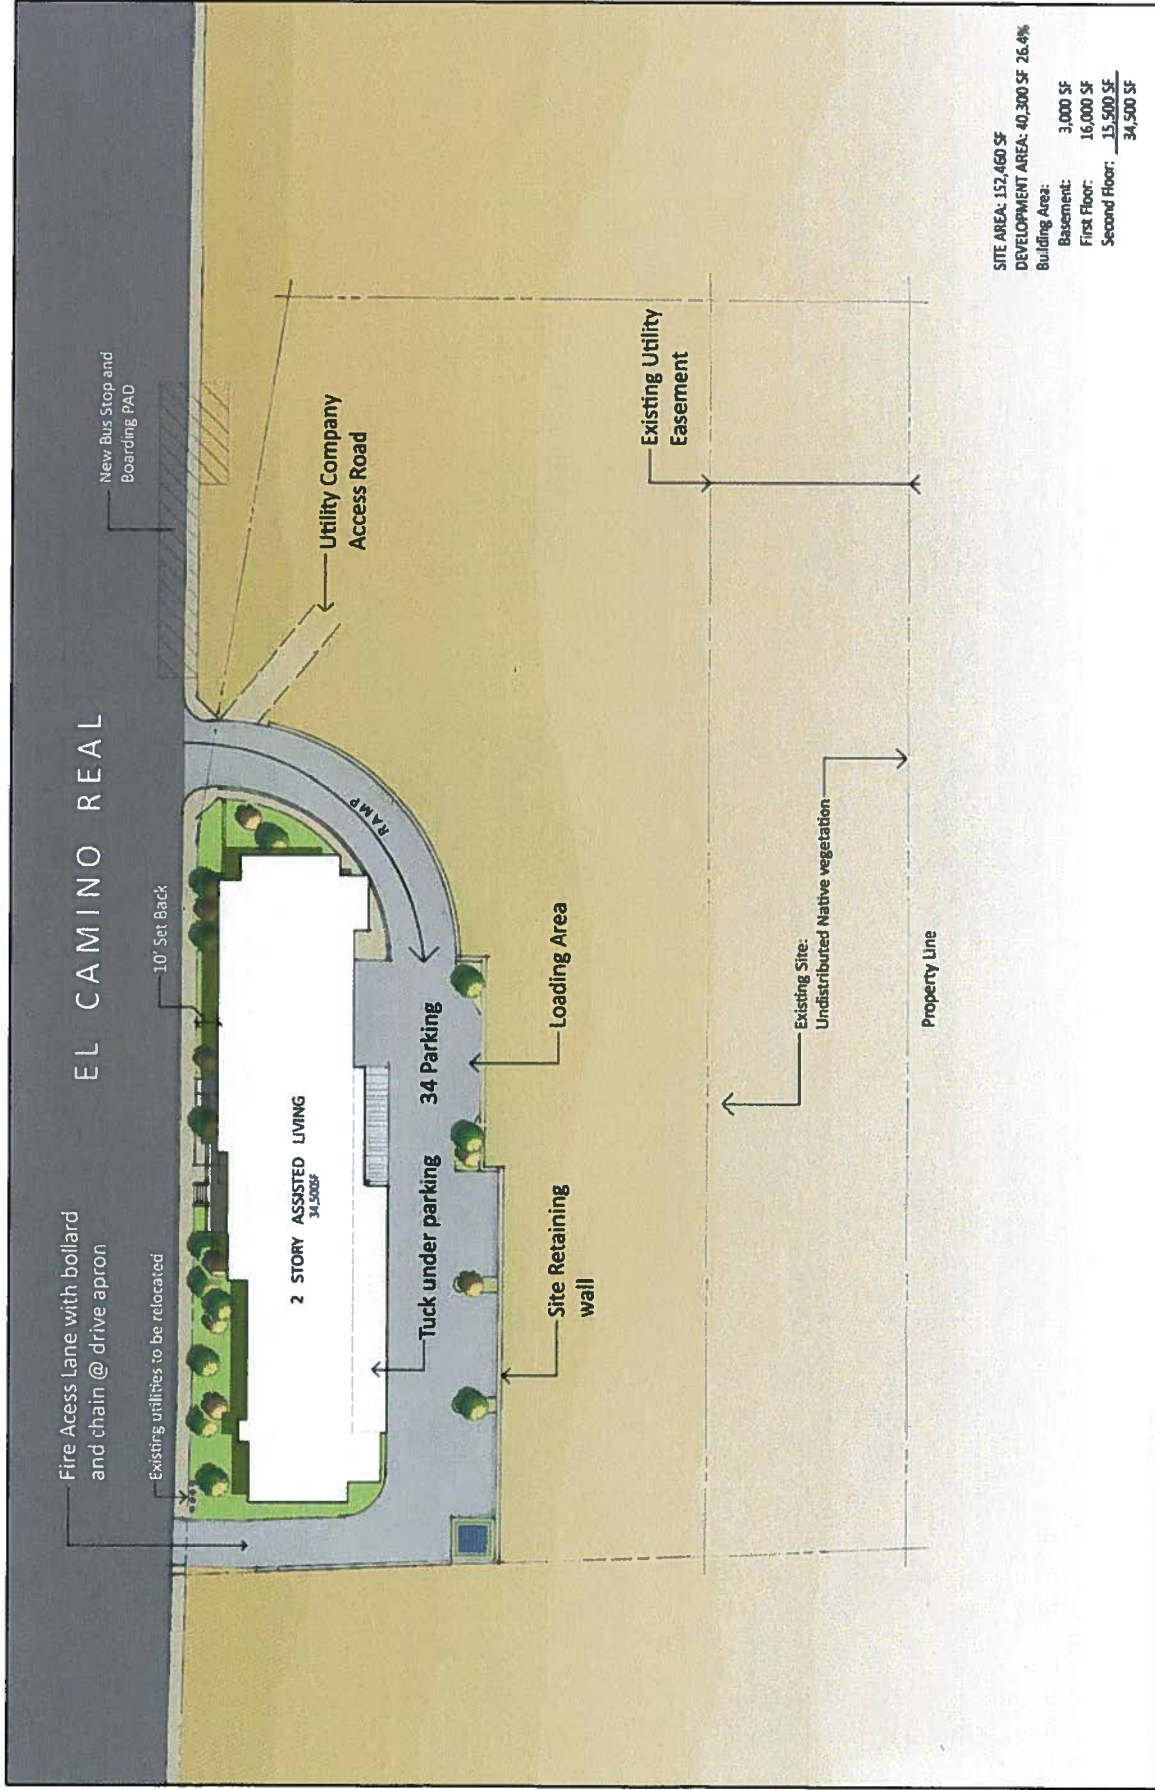 EL CAMINO REAL
Fire Acess Lane with bollard
and chain @ drive apron
Existing utilities to be relocated
10' Set Back
New Bus Stop and
Boarding PAD
2 STORY ASSISTED LIVING
34,500SF
RAMP
Utility Company
Access Road
Tuck under parking
34 Parking
Loading Area
Site Retaining
wall
Existing Utility
Easement
Existing Site:
Undistributed Native vegetation
Property Line
SITE AREA: 152,460 SF
DEVELOPMENT AREA: 40,300 SF 26.4%
Building Area:
Basement: 3,000 SF
First Floor: 16,000 SF
Second Floor: 15,500 SF
34,500 SF